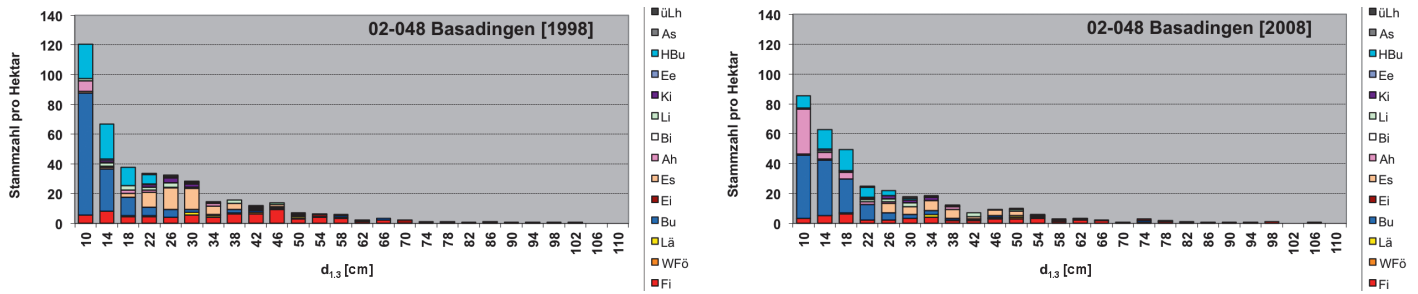 02-048 Basadingen [1998]
Stammzahl pro Hektar
140
120
100
80
60
40
20
0
10 14 18 22 26 30 34 38 42 46 50 54 58 62 66 70 74 78 82 86 90 94 98 102 106 110
d1.3 [cm]
üLh
As
HBu
Ee
Ki
Li
Bi
Ah
Es
Ei
Bu
Lä
WFö
Fi
02-048 Basadingen [2008]
Stammzahl pro Hektar
140
120
100
80
60
40
20
0
10 14 18 22 26 30 34 38 42 46 50 54 58 62 66 70 74 78 82 86 90 94 98 102 106 110
d1.3 [cm]
üLh
As
HBu
Ee
Ki
Li
Bi
Ah
Es
Ei
Bu
Lä
WFö
Fi